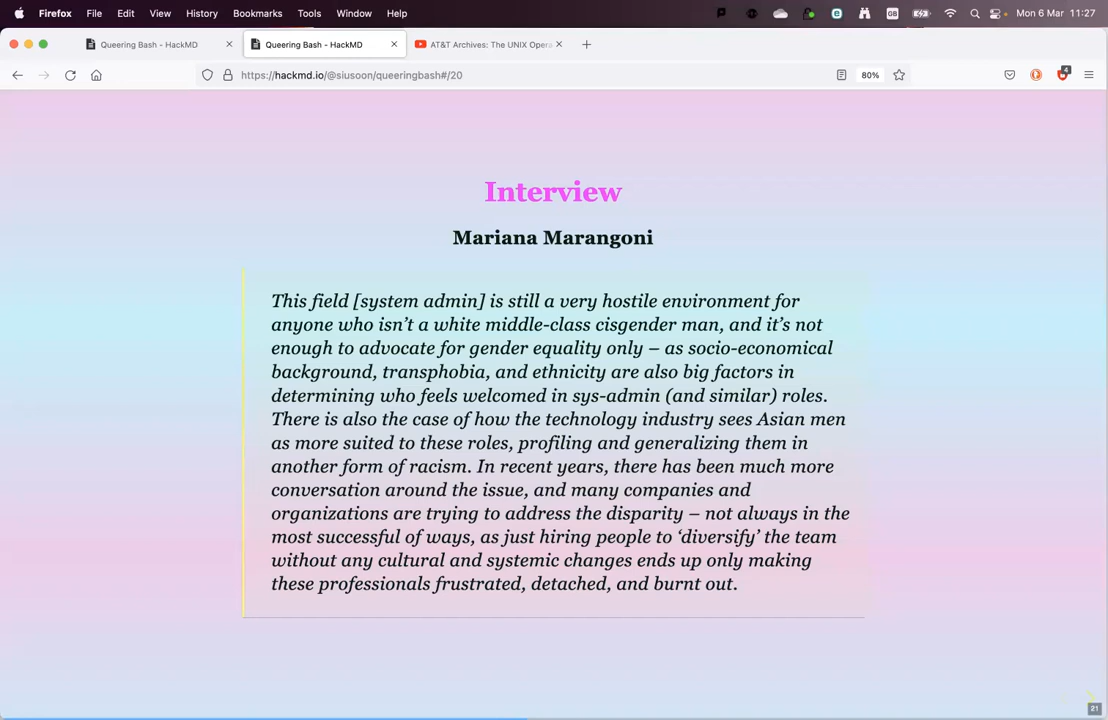 Firefox File Edit View History Bookmarks Tools Window Help GB Mon 6 Mar 11:27
Queering Bash - HackMD Queering Bash - HackMD AT&T Archives: The UNIX Opera
https://hackmd.io/@siusoon/queeringbash#/20 80% 4
Interview
Mariana Marangoni
This field [system admin] is still a very hostile environment for
anyone who isn’t a white middle-class cisgender man, and it’s not
enough to advocate for gender equality only – as socio-economical
background, transphobia, and ethnicity are also big factors in
determining who feels welcomed in sys-admin (and similar) roles.
There is also the case of how the technology industry sees Asian men
as more suited to these roles, profiling and generalizing them in
another form of racism. In recent years, there has been much more
conversation around the issue, and many companies and
organizations are trying to address the disparity – not always in the
most successful of ways, as just hiring people to ‘diversify’ the team
without any cultural and systemic changes ends up only making
these professionals frustrated, detached, and burnt out.
21